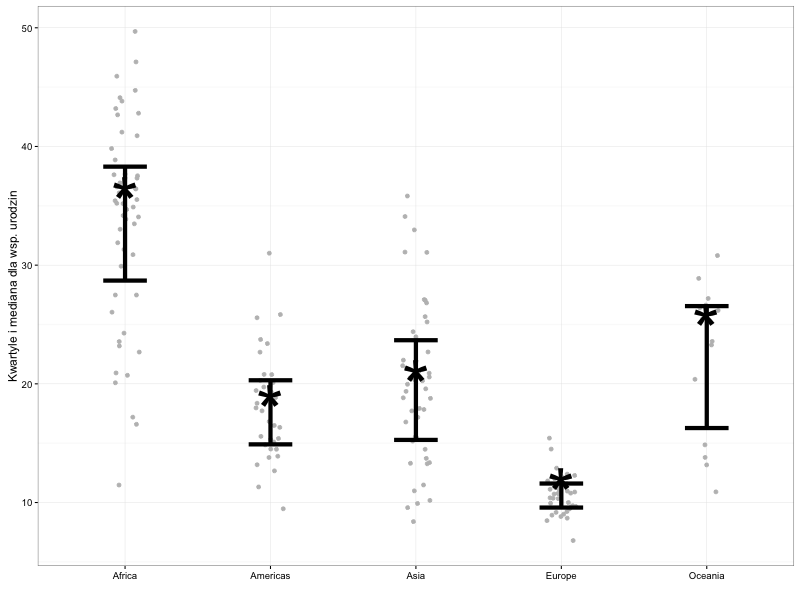 Kwartyle i mediana dla wsp. urodzin
50
40
30
20
10
Africa
Americas
Asia
Europe
Oceania